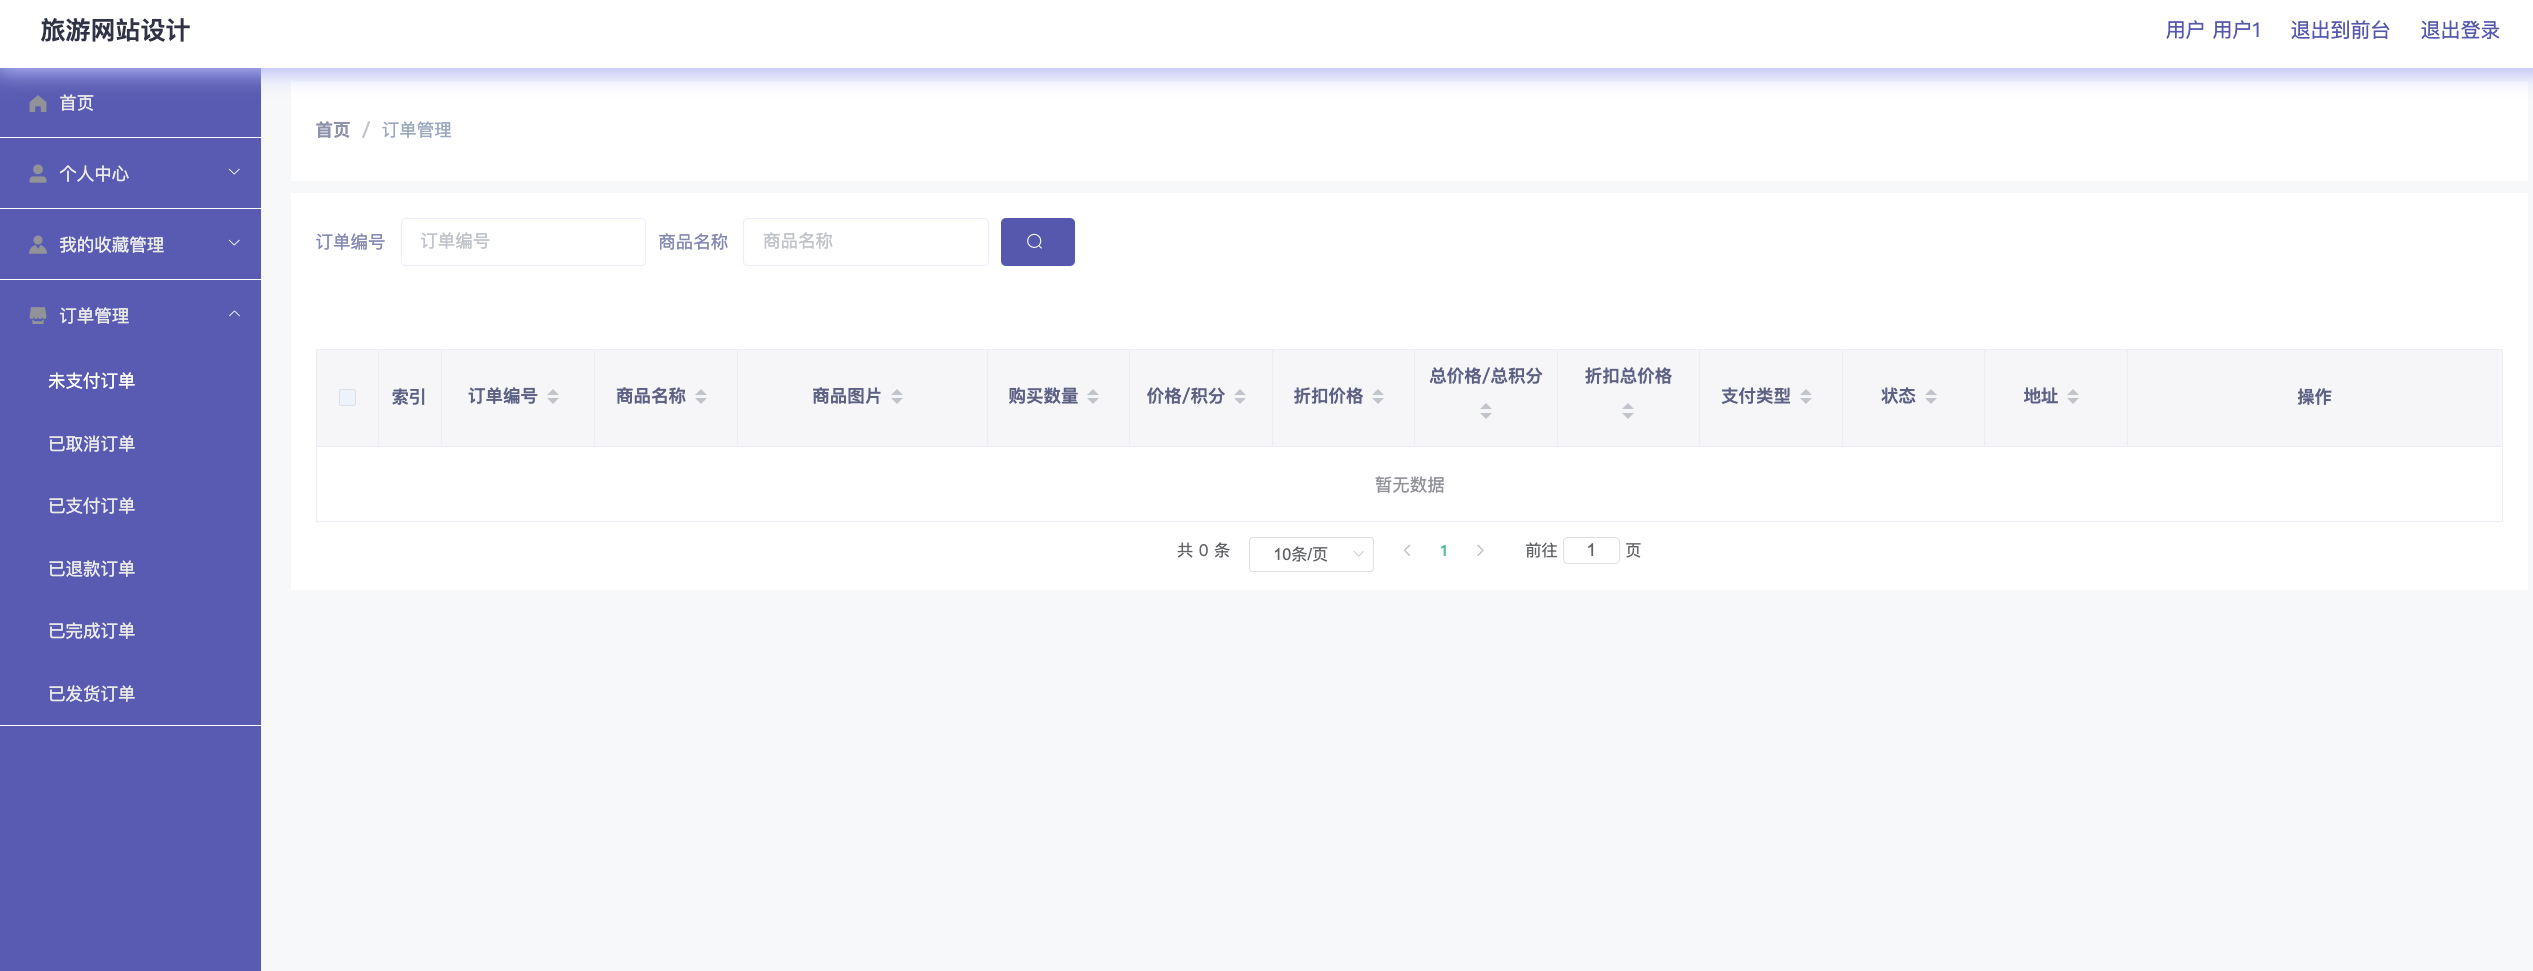 旅游网站设计
用户 用户1 退出到前台 退出登录
首页
个人中心
我的收藏管理
订单管理
未支付订单
已取消订单
已支付订单
已退款订单
已完成订单
已发货订单
首页 / 订单管理
订单编号 订单编号 商品名称 商品名称
索引 订单编号 商品名称 商品图片 购买数量 价格/积分 折扣价格 总价格/总积分 折扣总价格 支付类型 状态 地址 操作
暂无数据
共 0 条 10条/页 1 前往 1 页